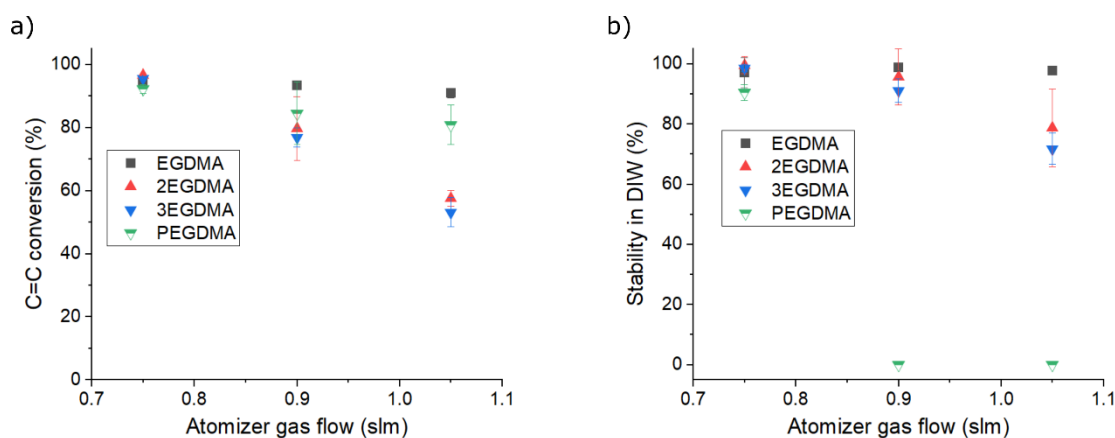 a)
C=C conversion (%)
100
80
60
40
20
0
EGDMA
2EGDMA
3EGDMA
PEGDMA
0.7
0.8
0.9
1.0
1.1
Atomizer gas flow (slm)
b)
Stability in DIW (%)
100
80
60
40
20
0
EGDMA
2EGDMA
3EGDMA
PEGDMA
0.7
0.8
0.9
1.0
1.1
Atomizer gas flow (slm)